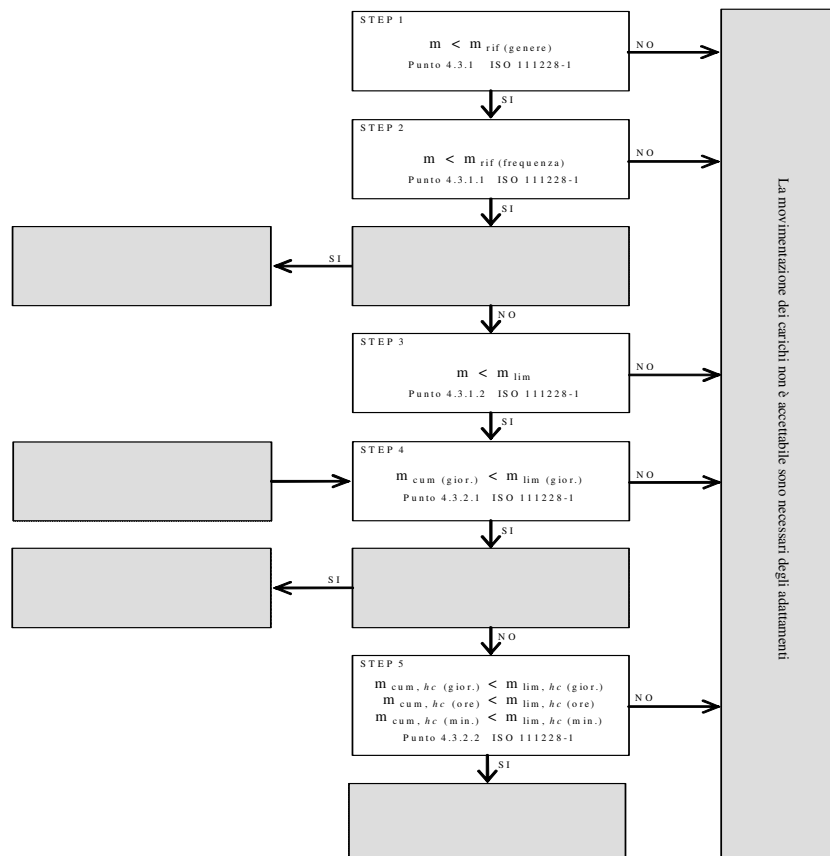 STEP 1
m < m rif (genere)
Punto 4.3.1 ISO 111228-1
NO
SI
STEP 2
m < m rif (frequenza)
Punto 4.3.1.1 ISO 111228-1
NO
SI
SI
NO
STEP 3
m < m lim
Punto 4.3.1.2 ISO 111228-1
NO
SI
STEP 4
m cum (gior.) < m lim (gior.)
Punto 4.3.2.1 ISO 111228-1
NO
SI
SI
NO
STEP 5
m cum, hc (gior.) < m lim, hc (gior.)
m cum, hc (ore) < m lim, hc (ore)
m cum, hc (min.) < m lim, hc (min.)
Punto 4.3.2.2 ISO 111228-1
NO
SI
La movimentazione dei carichi non è accettabile sono necessari degli adattamenti